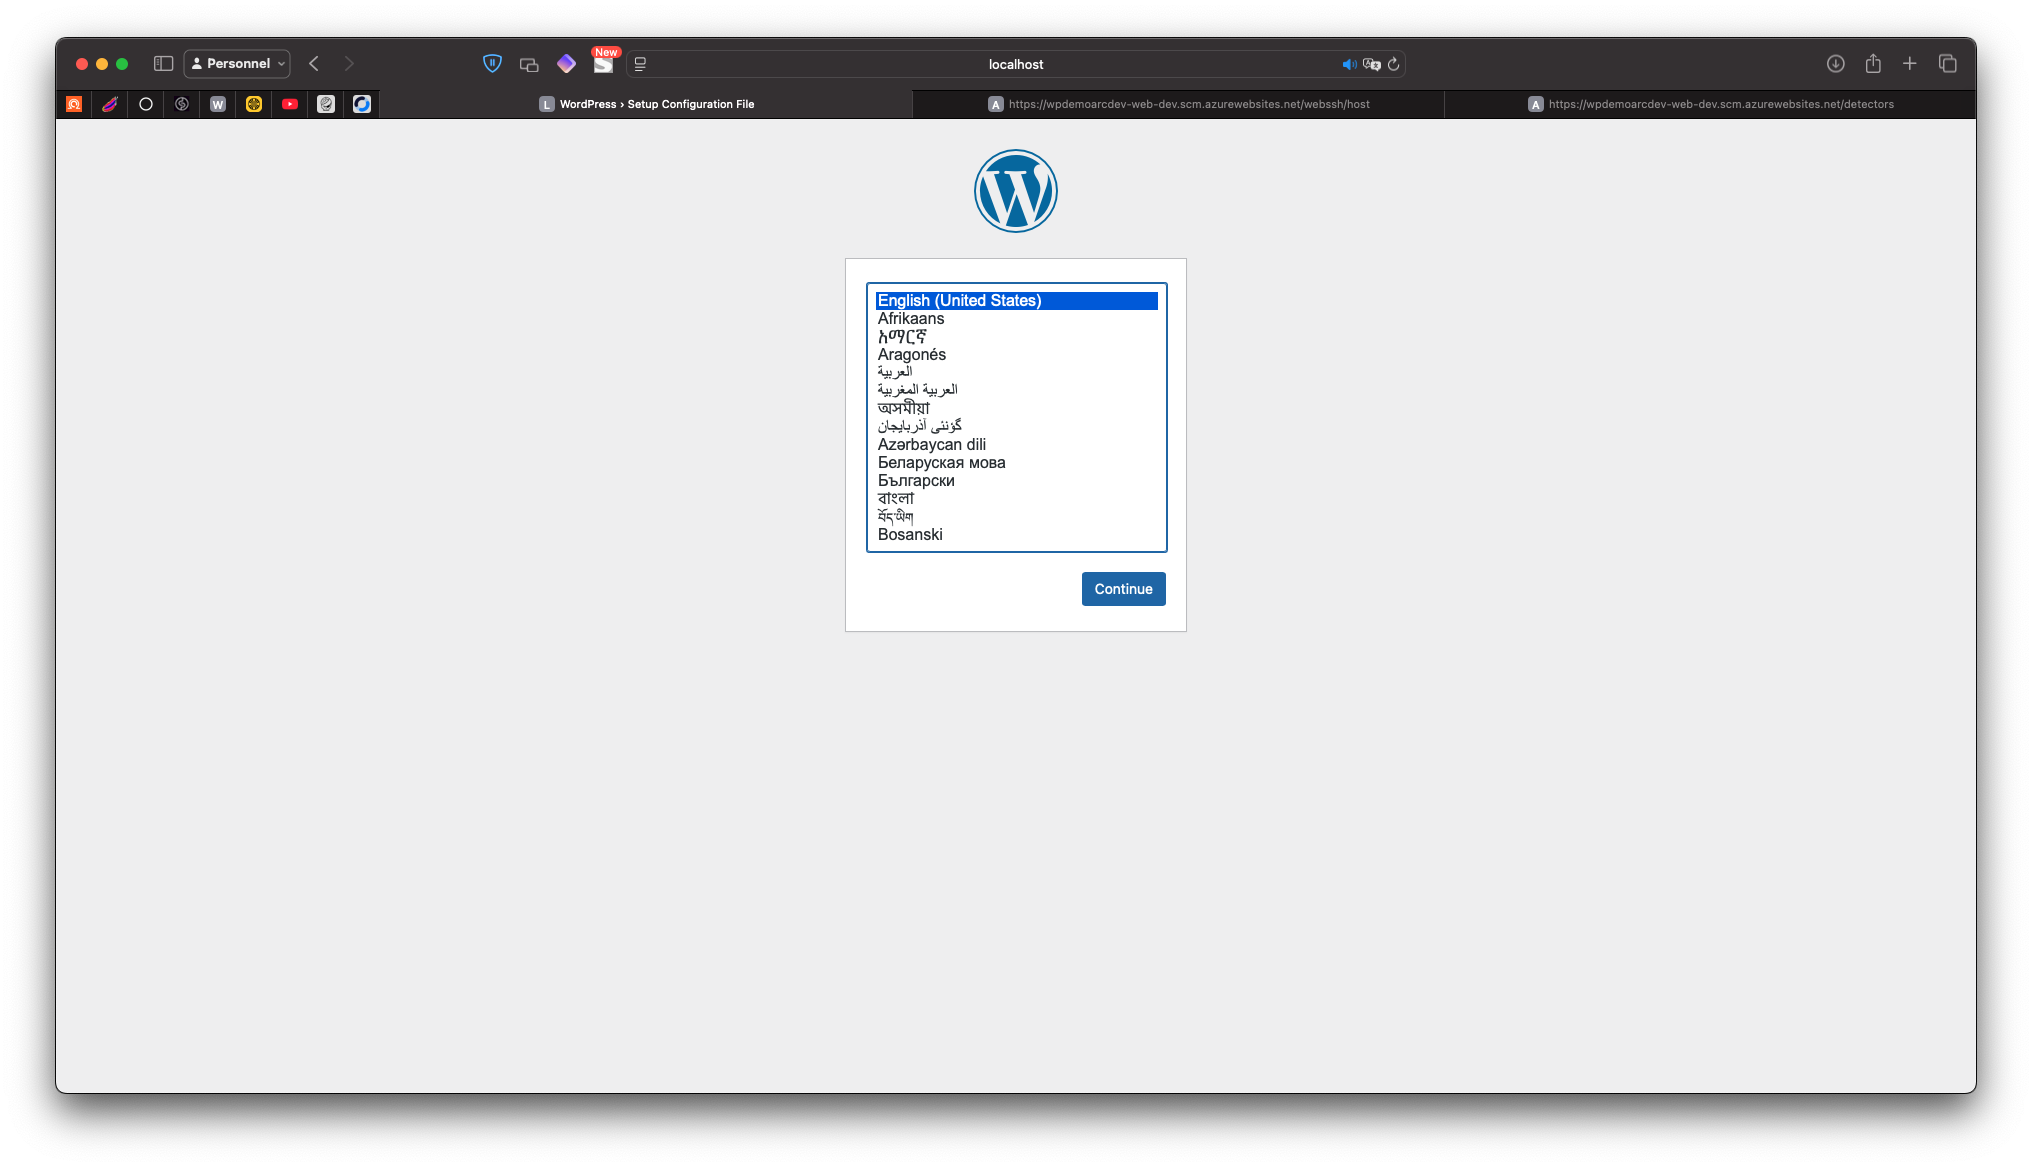 Personnel
New
localhost
W
L WordPress › Setup Configuration File
A https://wpdemoarcdev-web-dev.scm.azurewebsites.net/webssh/host
A https://wpdemoarcdev-web-dev.scm.azurewebsites.net/detectors
English (United States)
Afrikaans
አማርኛ
Aragonés
العربية
العربية المغربية
অসমীয়া
گؤنئی آذربایجان
Azərbaycan dili
Беларуская мова
Български
বাংলা
བོད་ཡིག
Bosanski
Continue